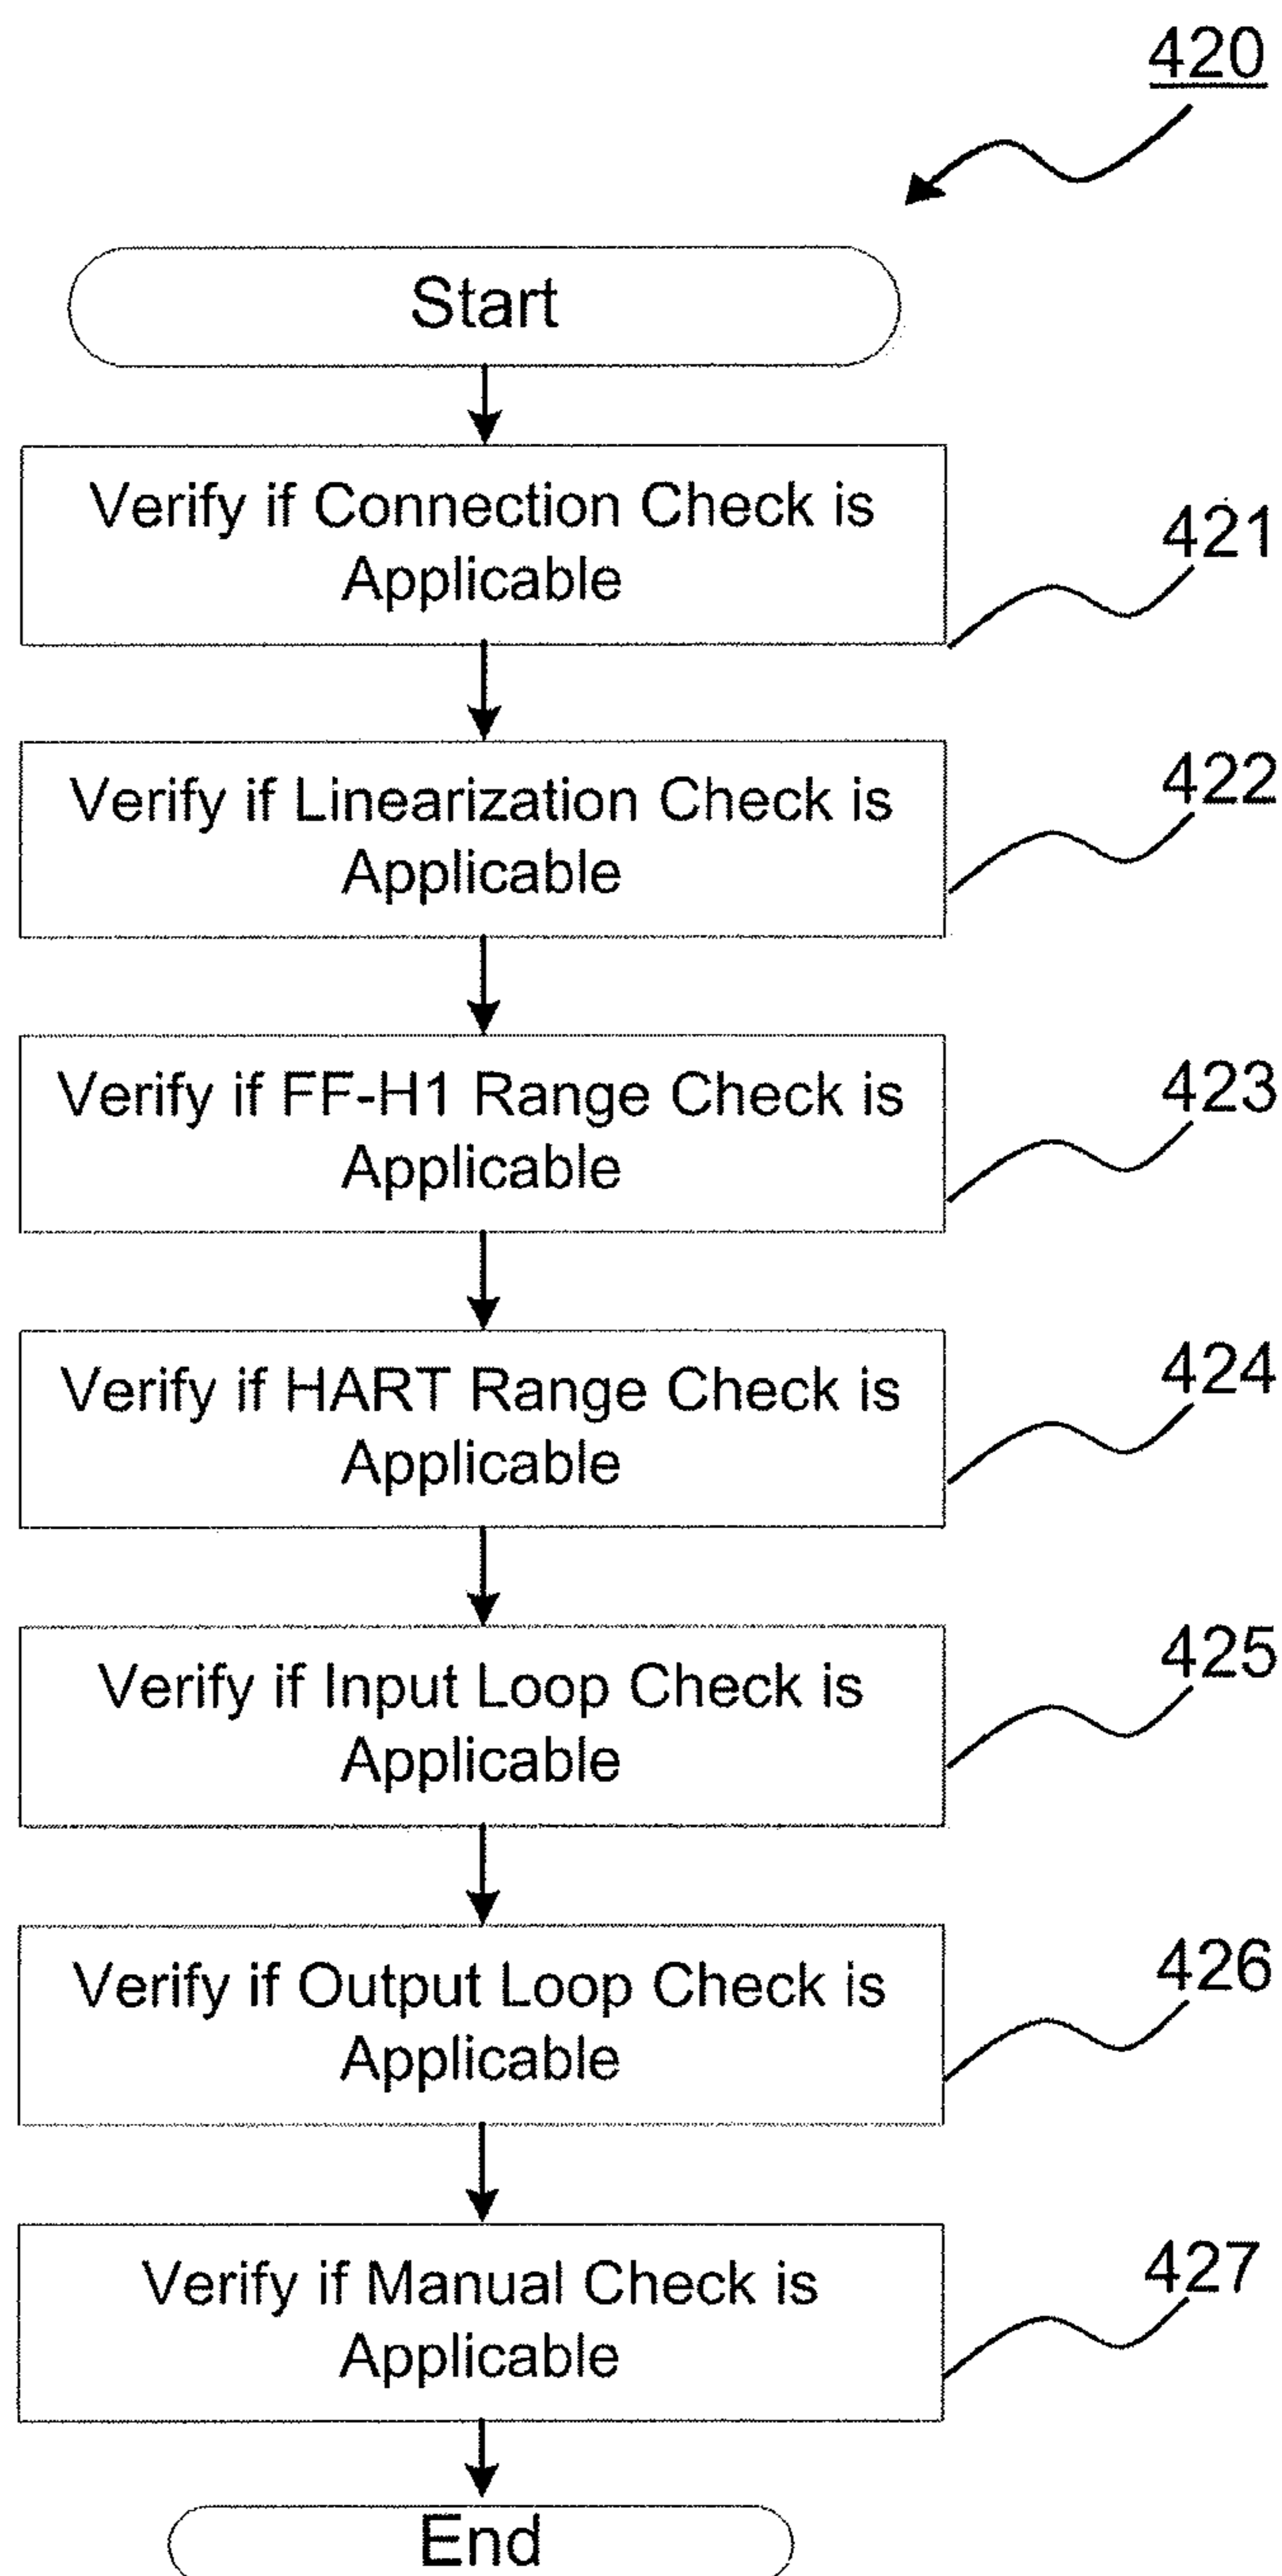 420
Start
Verify if Connection Check is
Applicable
421
Verify if Linearization Check is
Applicable
422
Verify if FF-H1 Range Check is
Applicable
423
Verify if HART Range Check is
Applicable
424
Verify if Input Loop Check is
Applicable
425
Verify if Output Loop Check is
Applicable
426
Verify if Manual Check is
Applicable
427
End